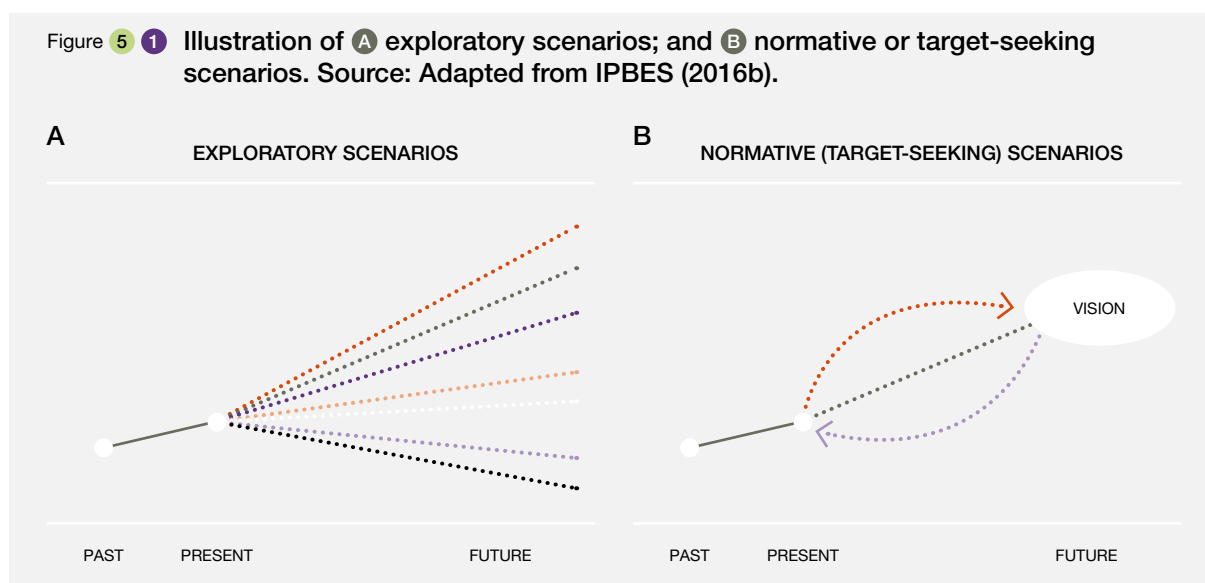 Figure 5 1 Illustration of A exploratory scenarios; and B normative or target-seeking
scenarios. Source: Adapted from IPBES (2016b).
A
EXPLORATORY SCENARIOS
PAST PRESENT FUTURE
B
NORMATIVE (TARGET-SEEKING) SCENARIOS
VISION
PAST PRESENT FUTURE